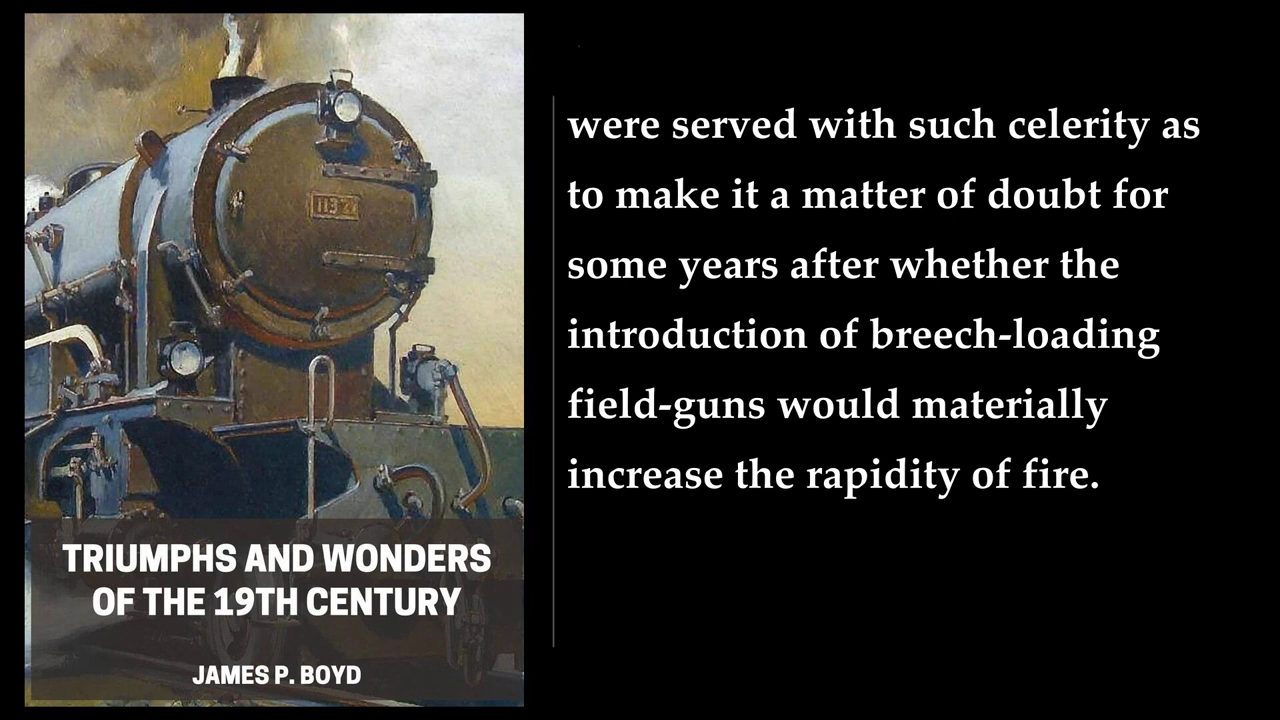 were served with such celerity as
to make it a matter of doubt for
some years after whether the
introduction of breech-loading
field-guns would materially
increase the rapidity of fire.
TRIUMPHS AND WONDERS
OF THE 19TH CENTURY
JAMES P. BOYD